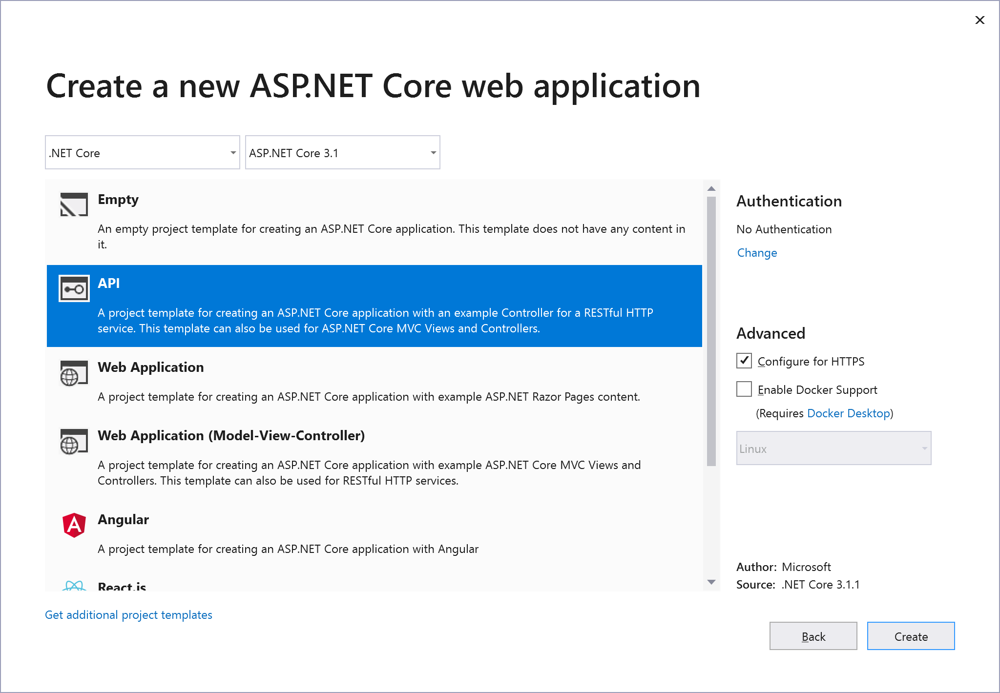 Create a new ASP.NET Core web application
.NET Core
ASP.NET Core 3.1
Empty
An empty project template for creating an ASP.NET Core application. This template does not have any content in
it.
API
A project template for creating an ASP.NET Core application with an example Controller for a RESTful HTTP
service. This template can also be used for ASP.NET Core MVC Views and Controllers.
Web Application
A project template for creating an ASP.NET Core application with example ASP.NET Razor Pages content.
Web Application (Model-View-Controller)
A project template for creating an ASP.NET Core application with example ASP.NET Core MVC Views and
Controllers. This template can also be used for RESTful HTTP services.
Angular
A project template for creating an ASP.NET Core application with Angular
React.js
Get additional project templates
Authentication
No Authentication
Change
Advanced
Configure for HTTPS
Enable Docker Support
(Requires Docker Desktop)
Linux
Author: Microsoft
Source: .NET Core 3.1.1
Back
Create